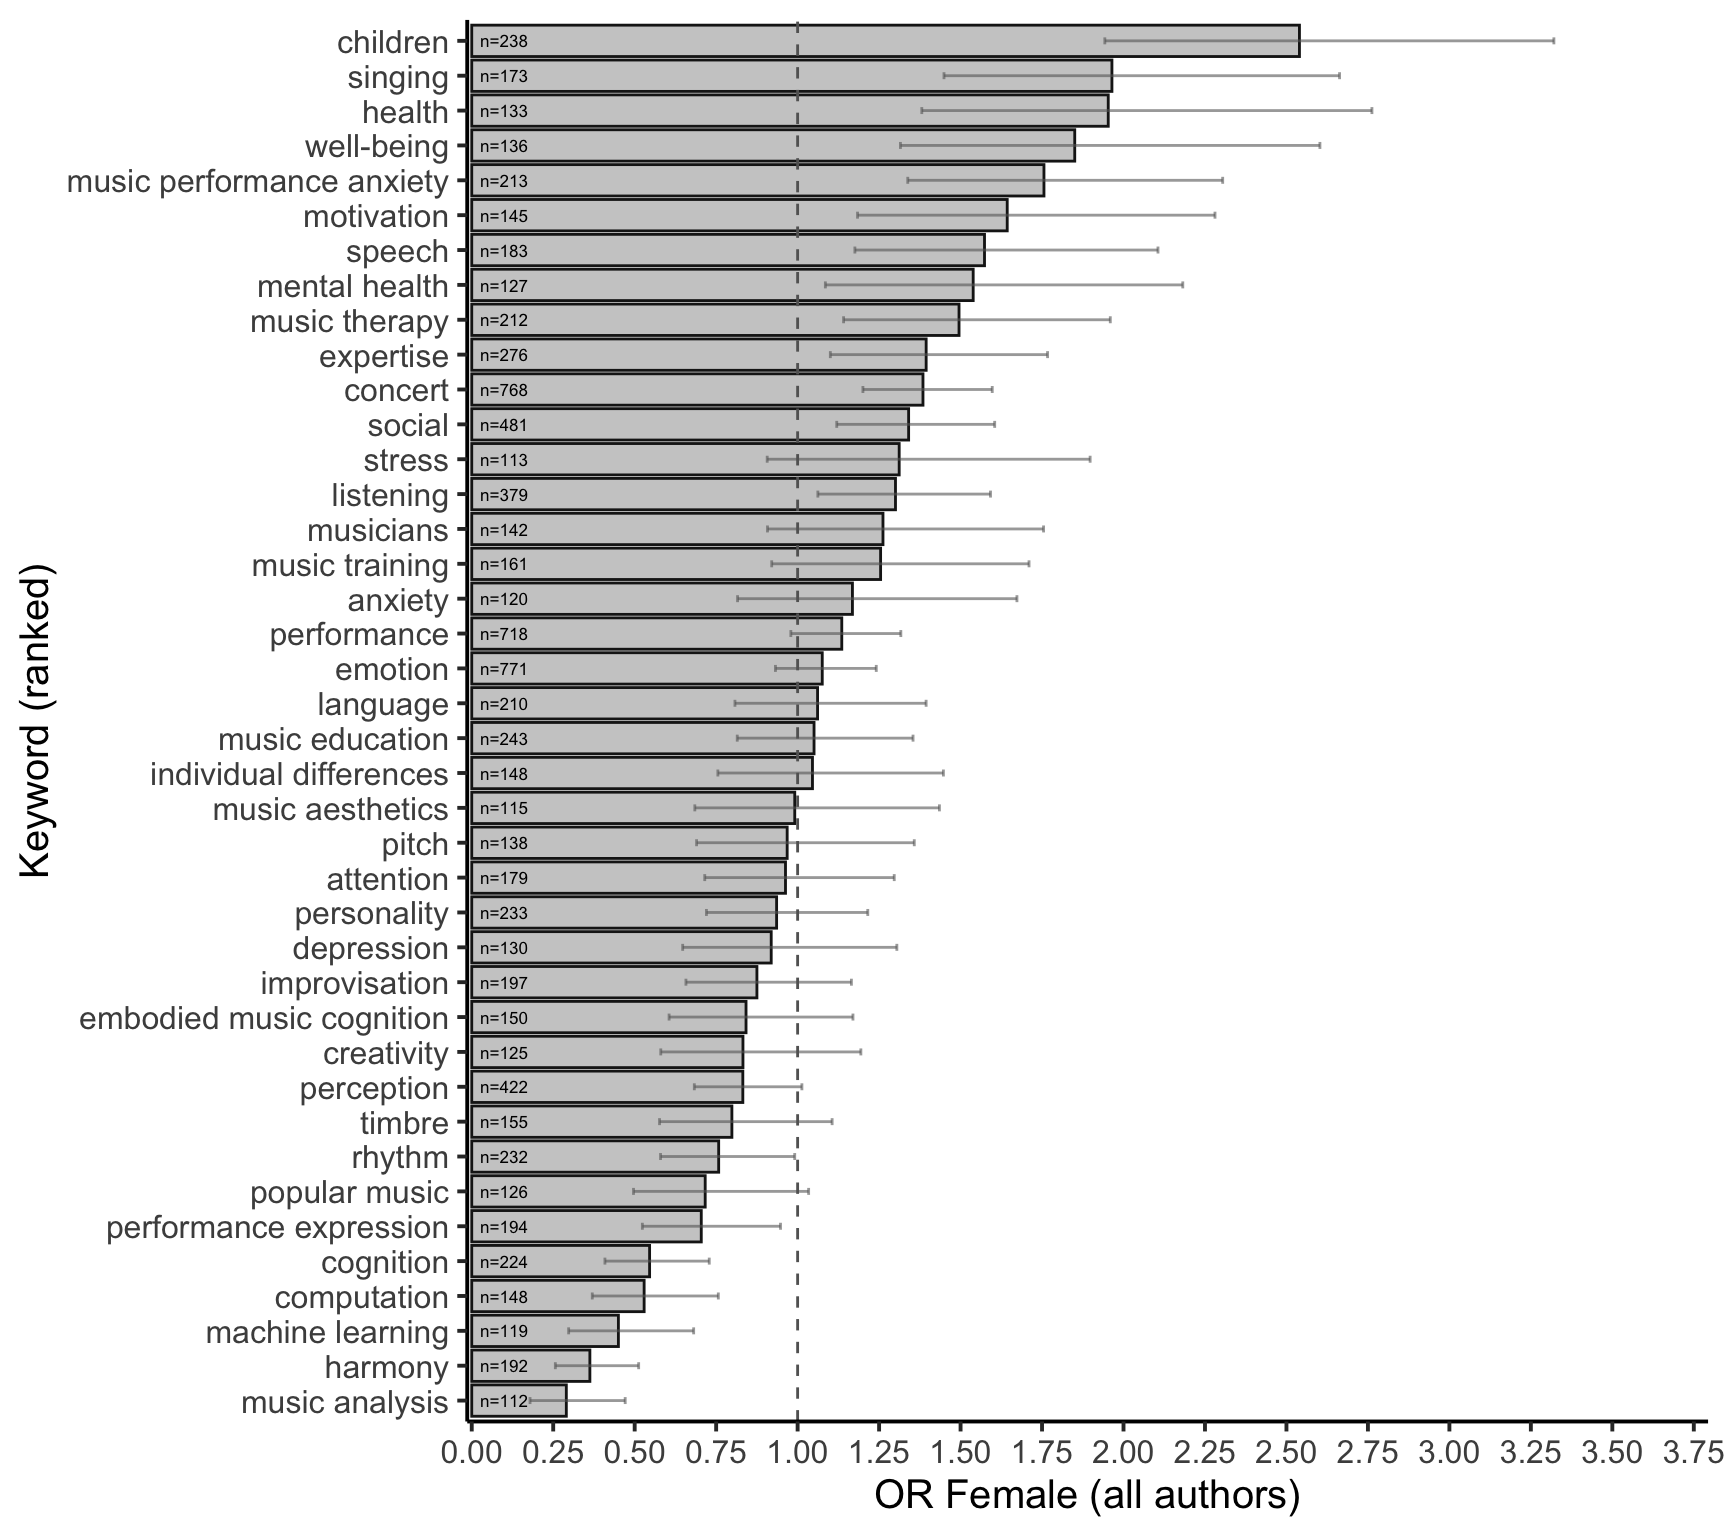 children n=238
singing n=173
health n=133
well-being n=136
music performance anxiety n=213
motivation n=145
speech n=183
mental health n=127
music therapy n=212
expertise n=276
concert n=768
social n=481
stress n=113
listening n=379
musicians n=142
music training n=161
anxiety n=120
performance n=718
emotion n=771
language n=210
music education n=243
individual differences n=148
music aesthetics n=115
pitch n=138
attention n=179
personality n=233
depression n=130
improvisation n=197
embodied music cognition n=150
creativity n=125
perception n=422
timbre n=155
rhythm n=232
popular music n=126
performance expression n=194
cognition n=224
computation n=148
machine learning n=119
harmony n=192
music analysis n=112
Keyword (ranked)
0.00 0.25 0.50 0.75 1.00 1.25 1.50 1.75 2.00 2.25 2.50 2.75 3.00 3.25 3.50 3.75
OR Female (all authors)